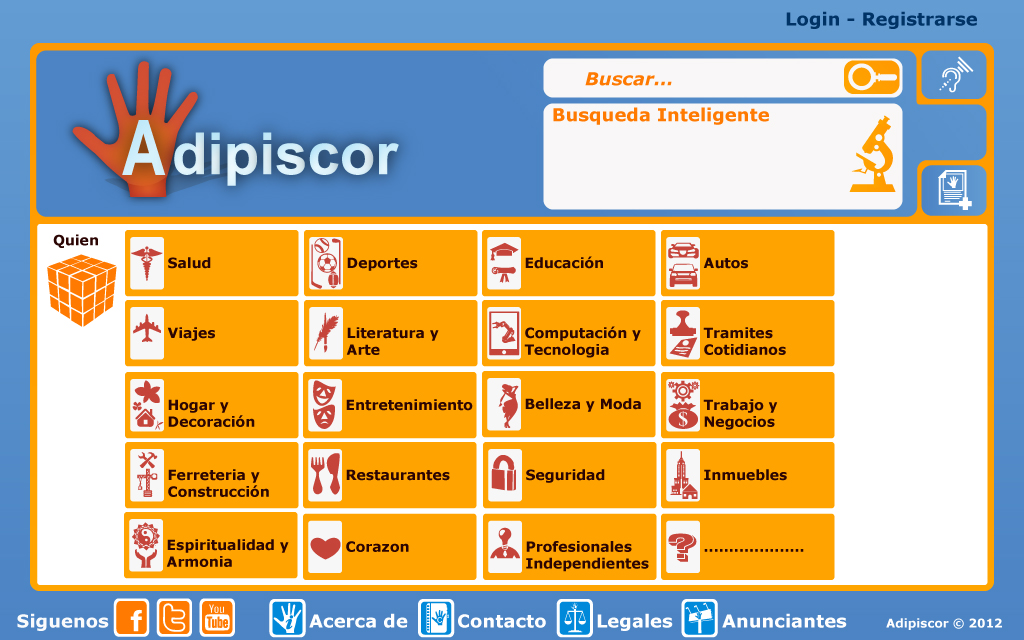 Login - Registrarse
Adipiscor
Buscar...
Busqueda Inteligente
Quien
Salud
Deportes
Educación
Autos
Viajes
Literatura y
Arte
Computación y
Tecnologia
Tramites
Cotidianos
Hogar y
Decoración
Entretenimiento
Belleza y Moda
Trabajo y
Negocios
Ferreteria y
Construcción
Restaurantes
Seguridad
Inmuebles
Espiritualidad y
Armonia
Corazon
Profesionales
Independientes
....................
Siguenos
You
Tube
Acerca de
Contacto
Legales
Anunciantes
Adipiscor © 2012